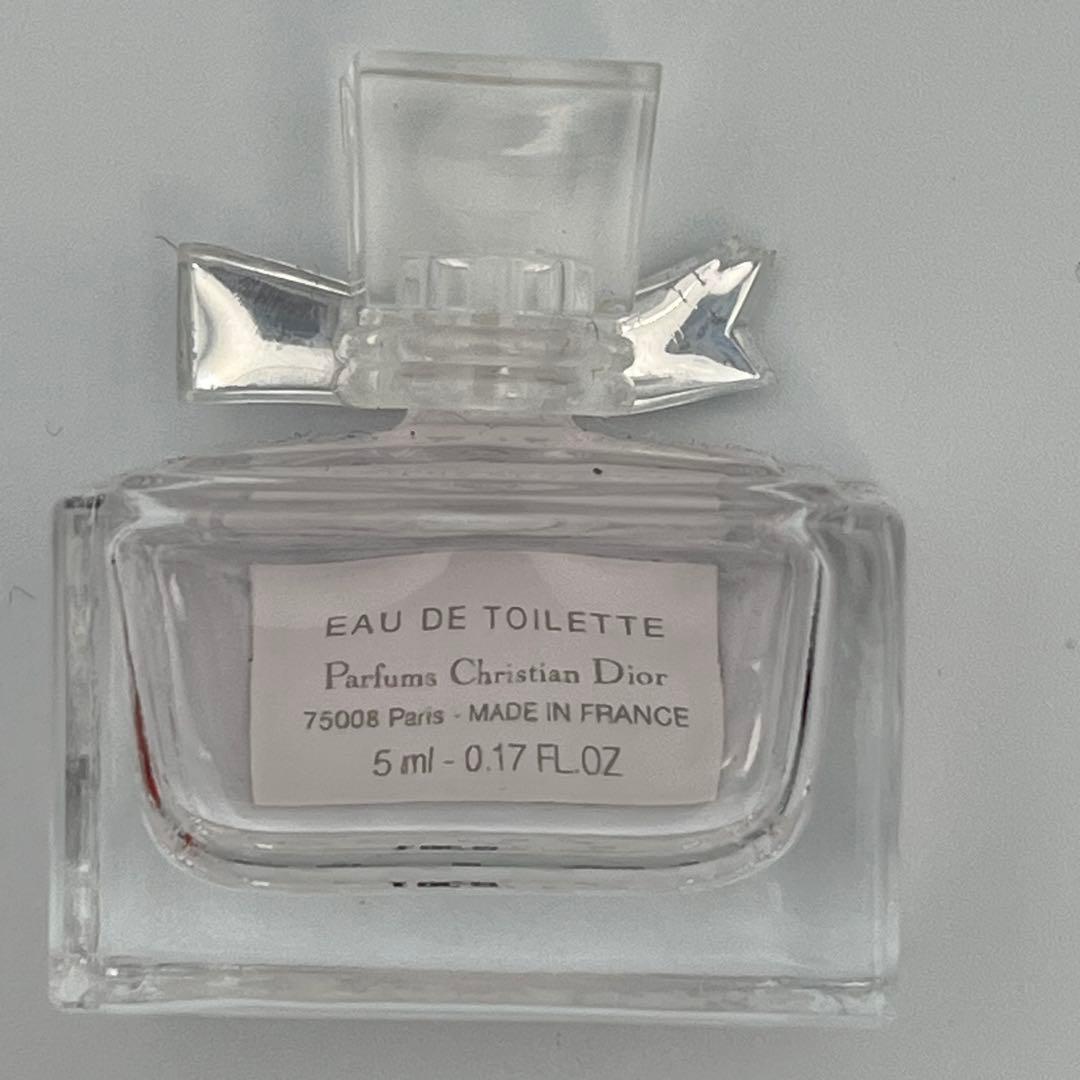 EAU DE TOILETTE
Parfums Christian Dior
75008 Paris - MADE IN FRANCE
5 ml - 0.17 FL.OZ